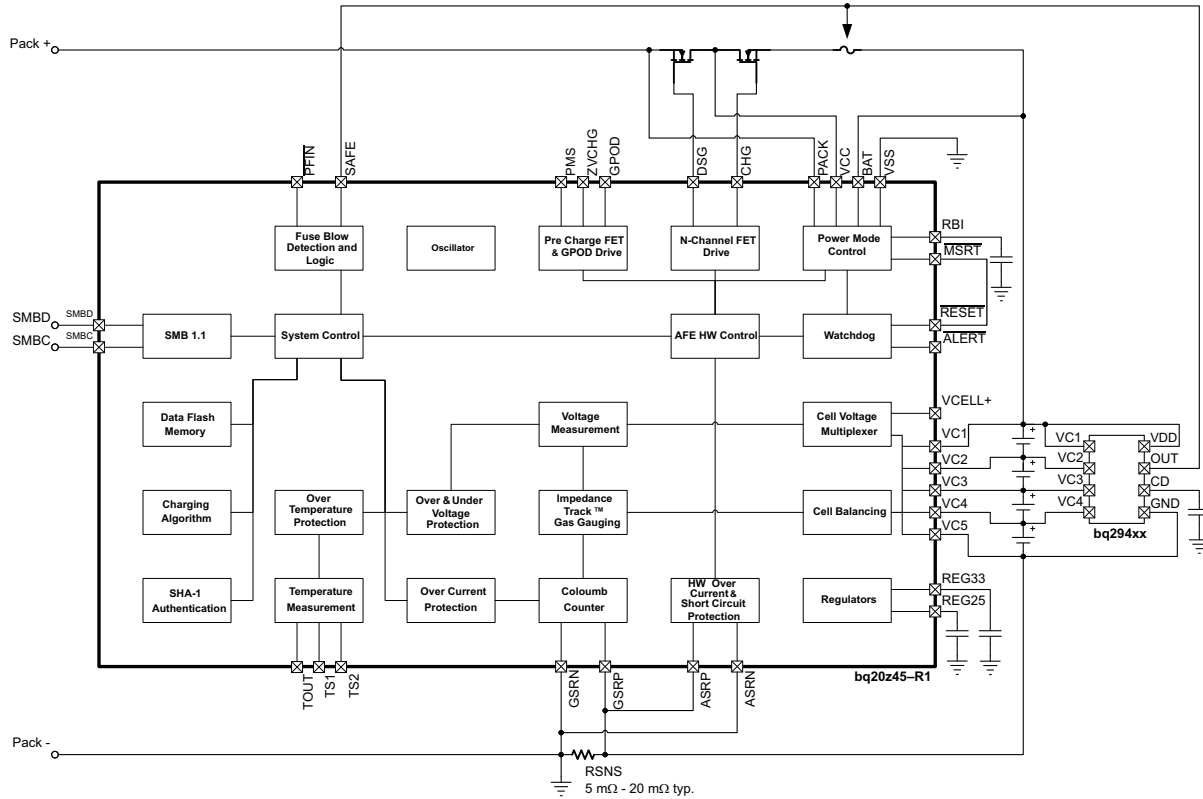 Pack +
PFIN
SAFE
PMS
ZVCHG
GPOD
DSG
CHG
PACK
VCC
BAT
VSS
Fuse Blow
Detection and
Logic
Oscillator
Pre Charge FET
& GPOD Drive
N-Channel FET
Drive
Power Mode
Control
RBI
MSRT
SMBD
SMBD
SMBC
SMBC
SMB 1.1
System Control
AFE HW Control
Watchdog
RESET
ALERT
Data Flash
Memory
Voltage
Measurement
Cell Voltage
Multiplexer
VCELL+
VC1
VC2
VC3
VC4
VC5
+
+
+
+
VC1
VC2
VC3
VC4
VDD
OUT
CD
GND
bq294xx
Charging
Algorithm
Over
Temperature
Protection
Over & Under
Voltage
Protection
Impedance
Track ™
Gas Gauging
Cell Balancing
SHA-1
Authentication
Temperature
Measurement
Over Current
Protection
Coloumb
Counter
HW Over
Current &
Short Circuit
Protection
Regulators
REG33
REG25
bq20z45–R1
TOUT
TS1
TS2
GSRN
GSRP
ASRP
ASRN
Pack -
RSNS
5 mΩ - 20 mΩ typ.